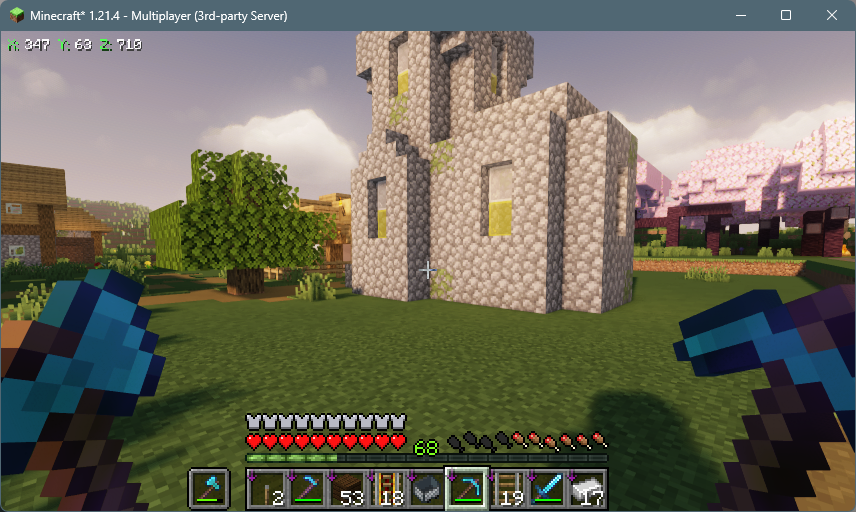 Minecraft* 1.21.4 - Multiplayer (3rd-party Server)
X: 347 Y: 63 Z: 710
68
2 53 18 19 17